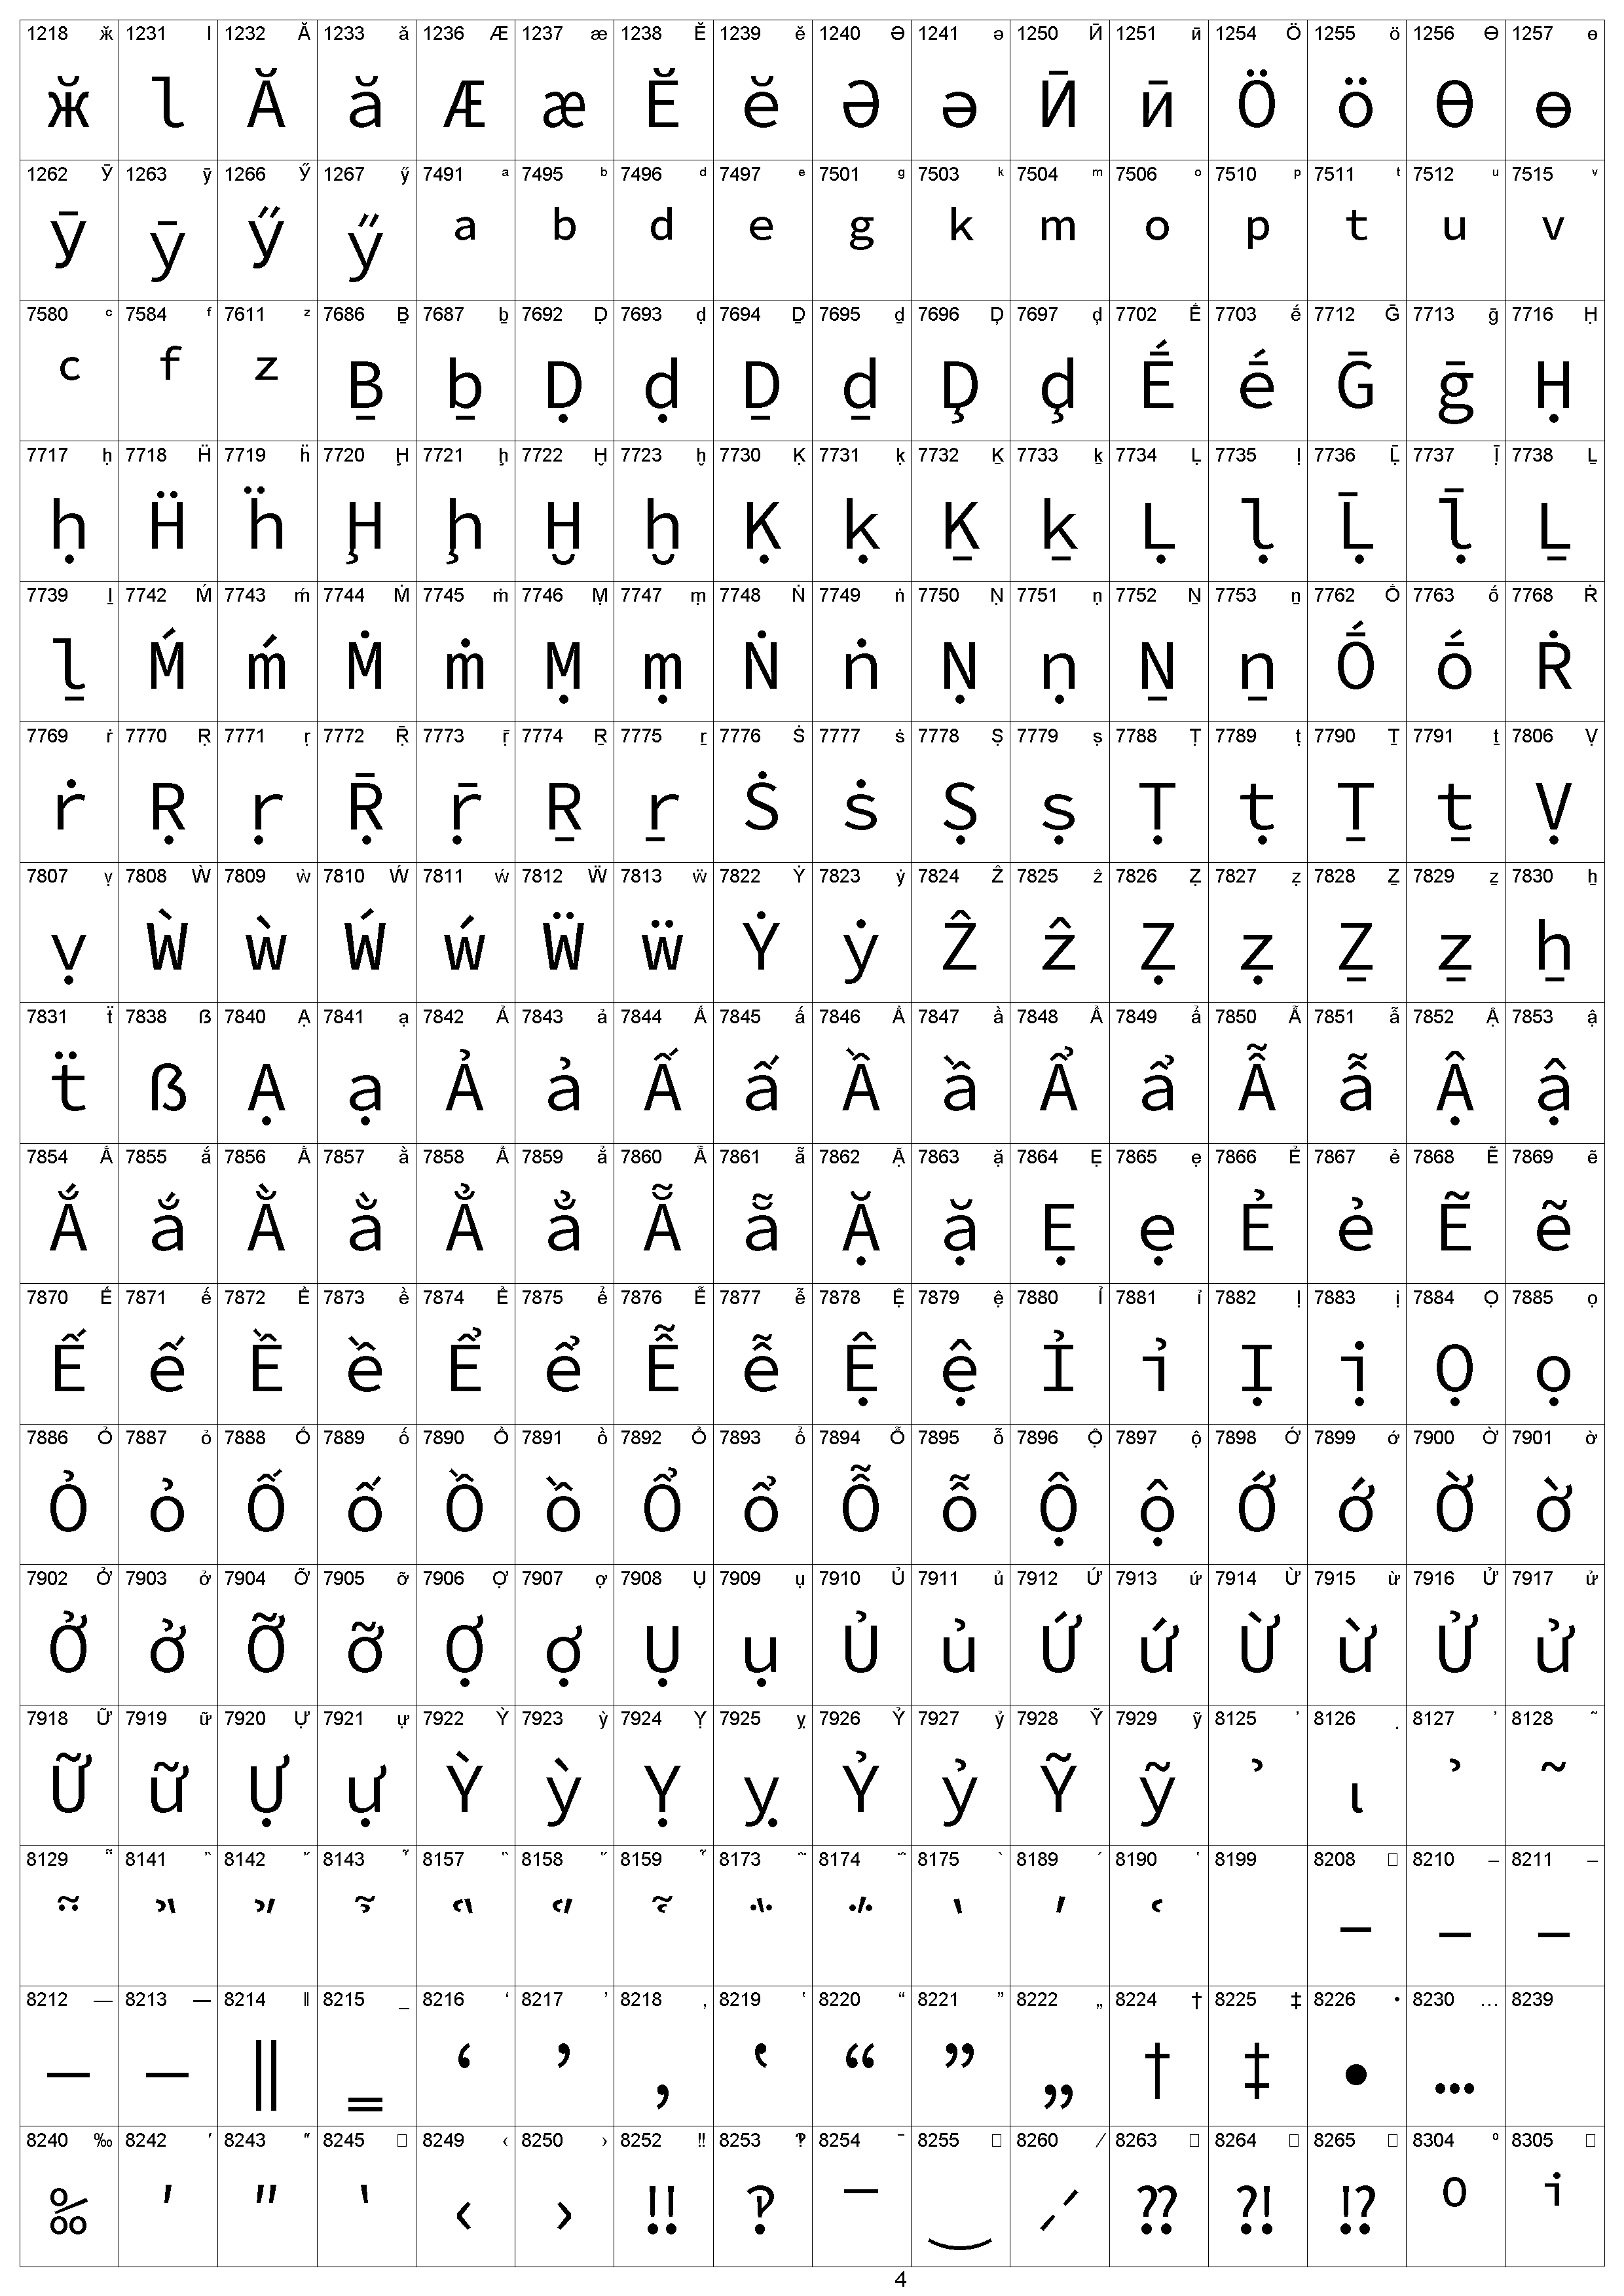 1218 ӂ 1231 ӏ 1232 Ӑ 1233 ӑ 1236 Ӕ 1237 ӕ 1238 Ӗ 1239 ӗ 1240 Ә 1241 ә 1250 Ӣ 1251 ӣ 1254 Ӧ 1255 ӧ 1256 Ө 1257 ө
ӂ ӏ Ӑ ӑ Ӕ ӕ Ӗ ӗ Ә ә Ӣ ӣ Ӧ ӧ Ө ө
1262 Ӯ 1263 ӯ 1266 Ӳ 1267 ӳ 7491 ᵃ 7495 ᵇ 7496 ᵈ 7497 ᵉ 7501 ᵍ 7503 ᵏ 7504 ᵐ 7506 ᵒ 7510 ᵖ 7511 ᵗ 7512 ᵘ 7515 ᵛ
Ӯ ӯ Ӳ ӳ ᵃ ᵇ ᵈ ᵉ ᵍ ᵏ ᵐ ᵒ ᵖ ᵗ ᵘ ᵛ
7580 ᶜ 7584 ᶠ 7611 ᶻ 7686 Ḇ 7687 ḇ 7692 Ḍ 7693 ḍ 7694 Ḏ 7695 ḏ 7696 Ḑ 7697 ḑ 7702 Ḗ 7703 ḗ 7712 Ḡ 7713 ḡ 7716 Ḥ
ᶜ ᶠ ᶻ Ḇ ḇ Ḍ ḍ Ḏ ḏ Ḑ ḑ Ḗ ḗ Ḡ ḡ Ḥ
7717 ḥ 7718 Ḧ 7719 ḧ 7720 Ḩ 7721 ḩ 7722 Ḫ 7723 ḫ 7730 Ḳ 7731 ḳ 7732 Ḵ 7733 ḵ 7734 Ḷ 7735 ḷ 7736 Ḹ 7737 ḹ 7738 Ḻ
ḥ Ḧ ḧ Ḩ ḩ Ḫ ḫ Ḳ ḳ Ḵ ḵ Ḷ ḷ Ḹ ḹ Ḻ
7739 ḻ 7742 Ḿ 7743 ḿ 7744 Ṁ 7745 ṁ 7746 Ṃ 7747 ṃ 7748 Ṅ 7749 ṅ 7750 Ṇ 7751 ṇ 7752 Ṉ 7753 ṉ 7762 Ṓ 7763 ṓ 7768 Ṙ
ḻ Ḿ ḿ Ṁ ṁ Ṃ ṃ Ṅ ṅ Ṇ ṇ Ṉ ṉ Ṓ ṓ Ṙ
7769 ṙ 7770 Ṛ 7771 ṛ 7772 Ṝ 7773 ṝ 7774 Ṟ 7775 ṟ 7776 Ṡ 7777 ṡ 7778 Ṣ 7779 ṣ 7788 Ṭ 7789 ṭ 7790 Ṯ 7791 ṯ 7806 Ṿ
ṙ Ṛ ṛ Ṝ ṝ Ṟ ṟ Ṡ ṡ Ṣ ṣ Ṭ ṭ Ṯ ṯ Ṿ
7807 ṿ 7808 Ẁ 7809 ẁ 7810 Ẃ 7811 ẃ 7812 Ẅ 7813 ẅ 7822 Ẏ 7823 ẏ 7824 Ẑ 7825 ẑ 7826 Ẓ 7827 ẓ 7828 Ẕ 7829 ẕ 7830 ẖ
ṿ Ẁ ẁ Ẃ ẃ Ẅ ẅ Ẏ ẏ Ẑ ẑ Ẓ ẓ Ẕ ẕ ẖ
7831 ẗ 7838 ẞ 7840 Ạ 7841 ạ 7842 Ả 7843 ả 7844 Ấ 7845 ấ 7846 Ầ 7847 ầ 7848 Ẩ 7849 ẩ 7850 Ẫ 7851 ẫ 7852 Ậ 7853 ậ
ẗ ẞ Ạ ạ Ả ả Ấ ấ Ầ ầ Ẩ ẩ Ẫ ẫ Ậ ậ
7854 Ắ 7855 ắ 7856 Ằ 7857 ằ 7858 Ẳ 7859 ẳ 7860 Ẵ 7861 ẵ 7862 Ặ 7863 ặ 7864 Ẹ 7865 ẹ 7866 Ẻ 7867 ẻ 7868 Ẽ 7869 ẽ
Ắ ắ Ằ ằ Ẳ ẳ Ẵ ẵ Ặ ặ Ẹ ẹ Ẻ ẻ Ẽ ẽ
7870 Ế 7871 ế 7872 Ề 7873 ề 7874 Ể 7875 ể 7876 Ễ 7877 ễ 7878 Ệ 7879 ệ 7880 Ỉ 7881 ỉ 7882 Ị 7883 ị 7884 Ọ 7885 ọ
Ế ế Ề ề Ể ể Ễ ễ Ệ ệ Ỉ ỉ Ị ị Ọ ọ
7886 Ỏ 7887 ỏ 7888 Ố 7889 ố 7890 Ồ 7891 ồ 7892 Ổ 7893 ổ 7894 Ỗ 7895 ỗ 7896 Ộ 7897 ộ 7898 Ớ 7899 ớ 7900 Ờ 7901 ờ
Ỏ ỏ Ố ố Ồ ồ Ổ ổ Ỗ ỗ Ộ ộ Ớ ớ Ờ ờ
7902 Ở 7903 ở 7904 Ỡ 7905 ỡ 7906 Ợ 7907 ợ 7908 Ụ 7909 ụ 7910 Ủ 7911 ủ 7912 Ứ 7913 ứ 7914 Ừ 7915 ừ 7916 Ử 7917 ử
Ở ở Ỡ ỡ Ợ ợ Ụ ụ Ủ ủ Ứ ứ Ừ ừ Ử ử
7918 Ữ 7919 ữ 7920 Ự 7921 ự 7922 Ỳ 7923 ỳ 7924 Ỵ 7925 ỵ 7926 Ỷ 7927 ỷ 7928 Ỹ 7929 ỹ 8125 ᾽ 8126 ι 8127 ᾿ 8128 ῀
Ữ ữ Ự ự Ỳ ỳ Ỵ ỵ Ỷ ỷ Ỹ ỹ ᾽ ι ᾿ ῀
8129 ῁ 8141 ῍ 8142 ῎ 8143 ῏ 8157 ῝ 8158 ῞ 8159 ῟ 8173 ῭ 8174 ΅ 8175 ` 8189 ´ 8190 ῾ 8199 8208 □ 8210 ‒ 8211 –
῁ ῍ ῎ ῏ ῝ ῞ ῟ ῭ ΅ ` ´ ῾ ‐ ‒ –
8212 — 8213 ― 8214 ‖ 8215 ‗ 8216 ‘ 8217 ’ 8218 ‚ 8219 ‛ 8220 “ 8221 ” 8222 „ 8224 † 8225 ‡ 8226 • 8230 … 8239
— ― ‖ ‗ ‘ ’ ‚ ‛ “ ” „ † ‡ • …
8240 ‰ 8242 ′ 8243 ″ 8245 □ 8249 ‹ 8250 › 8252 ‼ 8253 ‽ 8254 ‾ 8255 □ 8260 ⁄ 8263 □ 8264 □ 8265 □ 8304 ⁰ 8305 □
‰ ′ ″ ‵ ‹ › ‼ ‽ ‾ ‿ ⁄ ⁇ ⁈ ⁉ ⁰ ⁱ
4